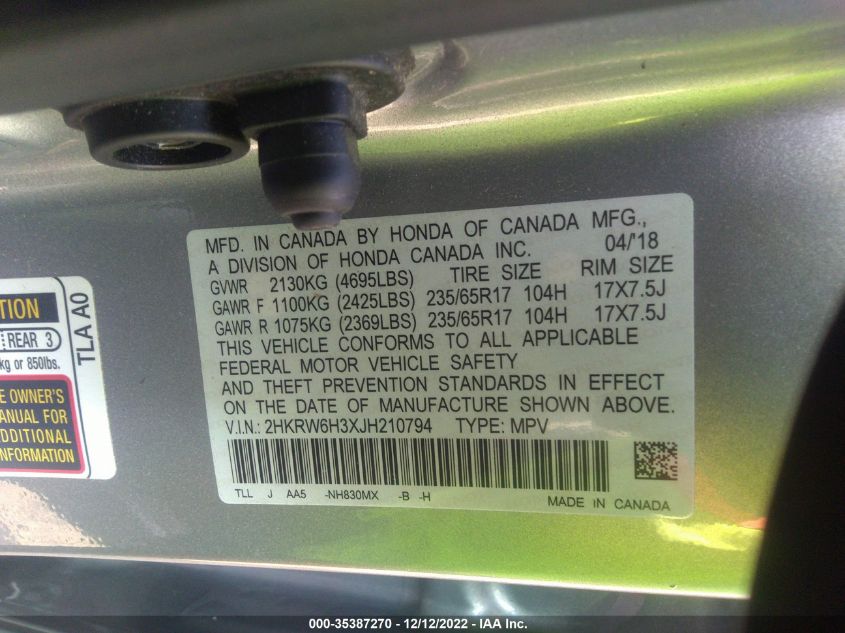 MFD. IN CANADA BY HONDA OF CANADA MFG.,
A DIVISION OF HONDA CANADA INC. 04/'18
GVWR 2130KG (4695LBS) TIRE SIZE RIM SIZE
GAWR F 1100KG (2425LBS) 235/65R17 104H 17X7.5J
GAWR R 1075KG (2369LBS) 235/65R17 104H 17X7.5J
THIS VEHICLE CONFORMS TO ALL APPLICABLE
FEDERAL MOTOR VEHICLE SAFETY
AND THEFT PREVENTION STANDARDS IN EFFECT
ON THE DATE OF MANUFACTURE SHOWN ABOVE.
V.I.N.: 2HKRW6H3XJH210794 TYPE: MPV
TLL J AA5 -NH830MX -B -H
MADE IN CANADA
REAR 3
kg or 850lbs.
OWNER'S
FOR
TLA A0
000-35387270 - 12/12/2022 - IAA Inc.